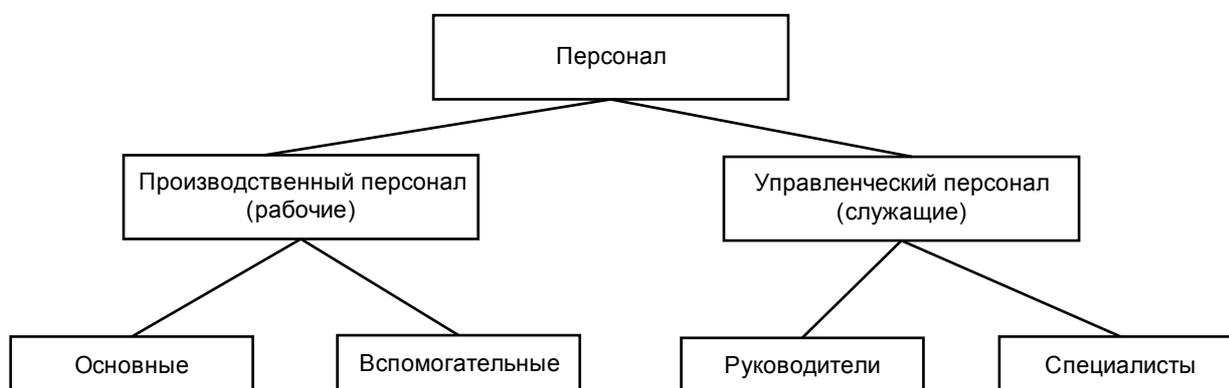 Персонал
Производственный персонал
(рабочие)
Управленческий персонал
(служащие)
Основные
Вспомогательные
Руководители
Специалисты